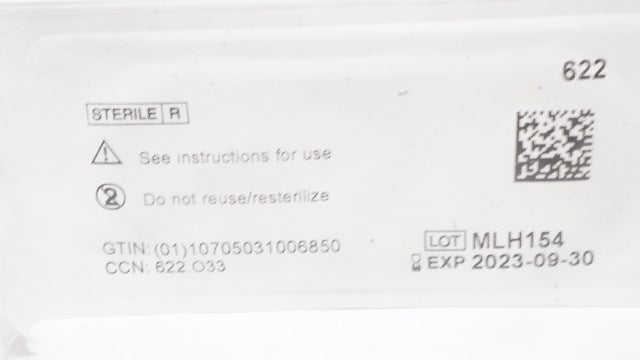 622
STERILE R
See instructions for use
2 Do not reuse/resterilize
GTIN: (01)10705031006850
CCN: 622.O33
LOT MLH154
EXP 2023-09-30